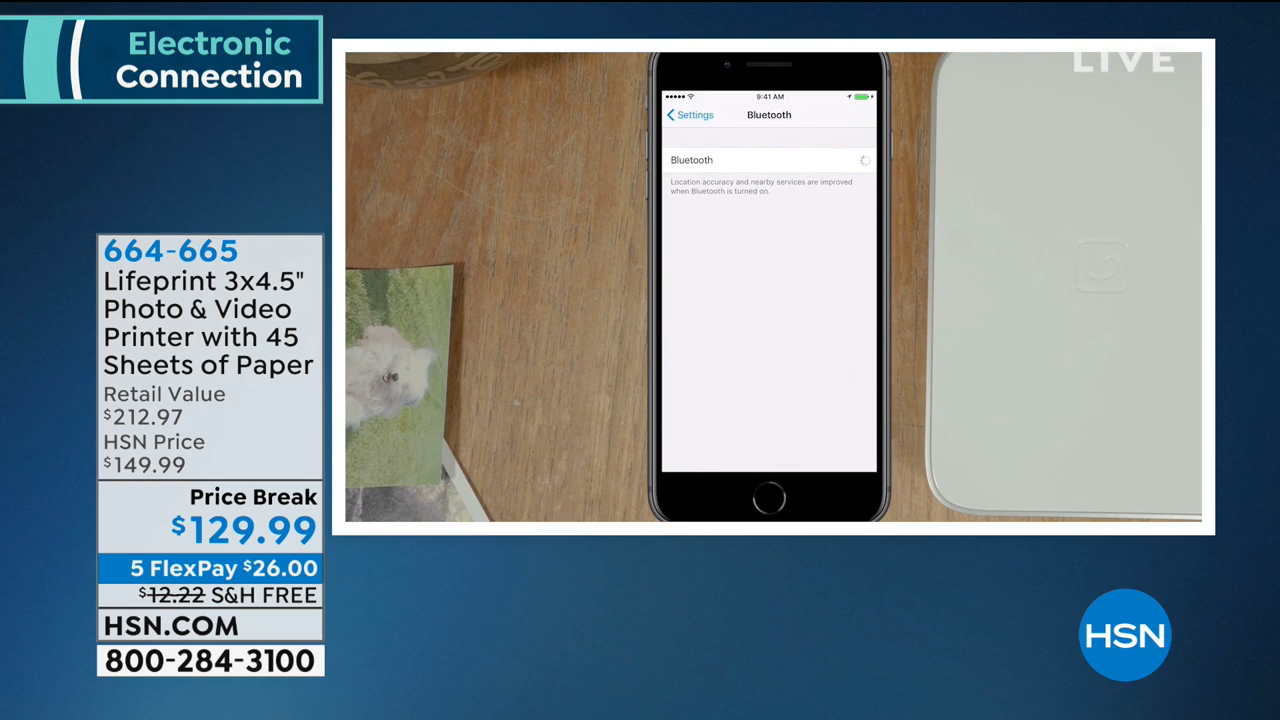 Electronic
Connection
LIVE
9:41 AM
Settings
Bluetooth
Bluetooth
Location accuracy and nearby services are improved
when Bluetooth is turned on.
664-665
Lifeprint 3x4.5"
Photo & Video
Printer with 45
Sheets of Paper
Retail Value
$212.97
HSN Price
$149.99
Price Break
$129.99
5 FlexPay $26.00
$12.22 S&H FREE
HSN.COM
800-284-3100
HSN